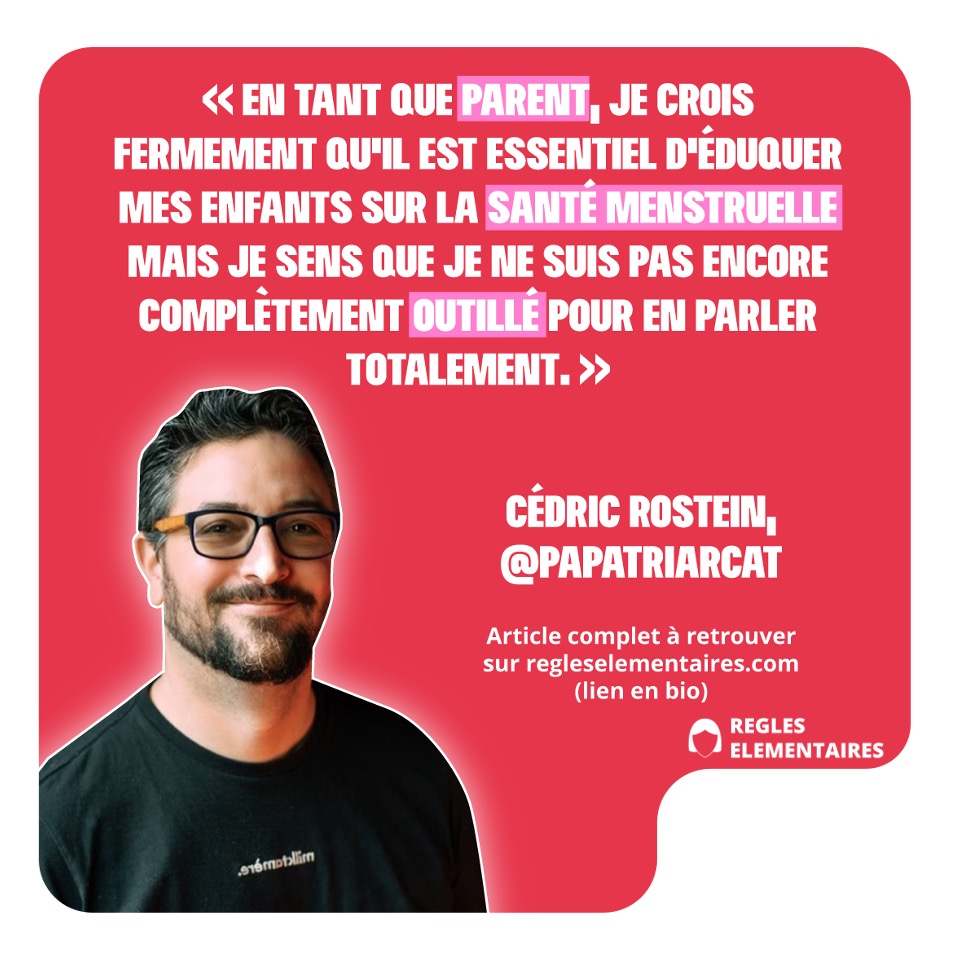 « EN TANT QUE PARENT, JE CROIS
FERMEMENT QU'IL EST ESSENTIEL D'ÉDUQUER
MES ENFANTS SUR LA SANTÉ MENSTRUELLE
MAIS JE SENS QUE JE NE SUIS PAS ENCORE
COMPLÈTEMENT OUTILLÉ POUR EN PARLER
TOTALEMENT. »
CÉDRIC ROSTEIN,
@PAPATRIARCAT
Article complet à retrouver
sur regleselementaires.com
(lien en bio)
REGLES
ELEMENTAIRES
milktamère.